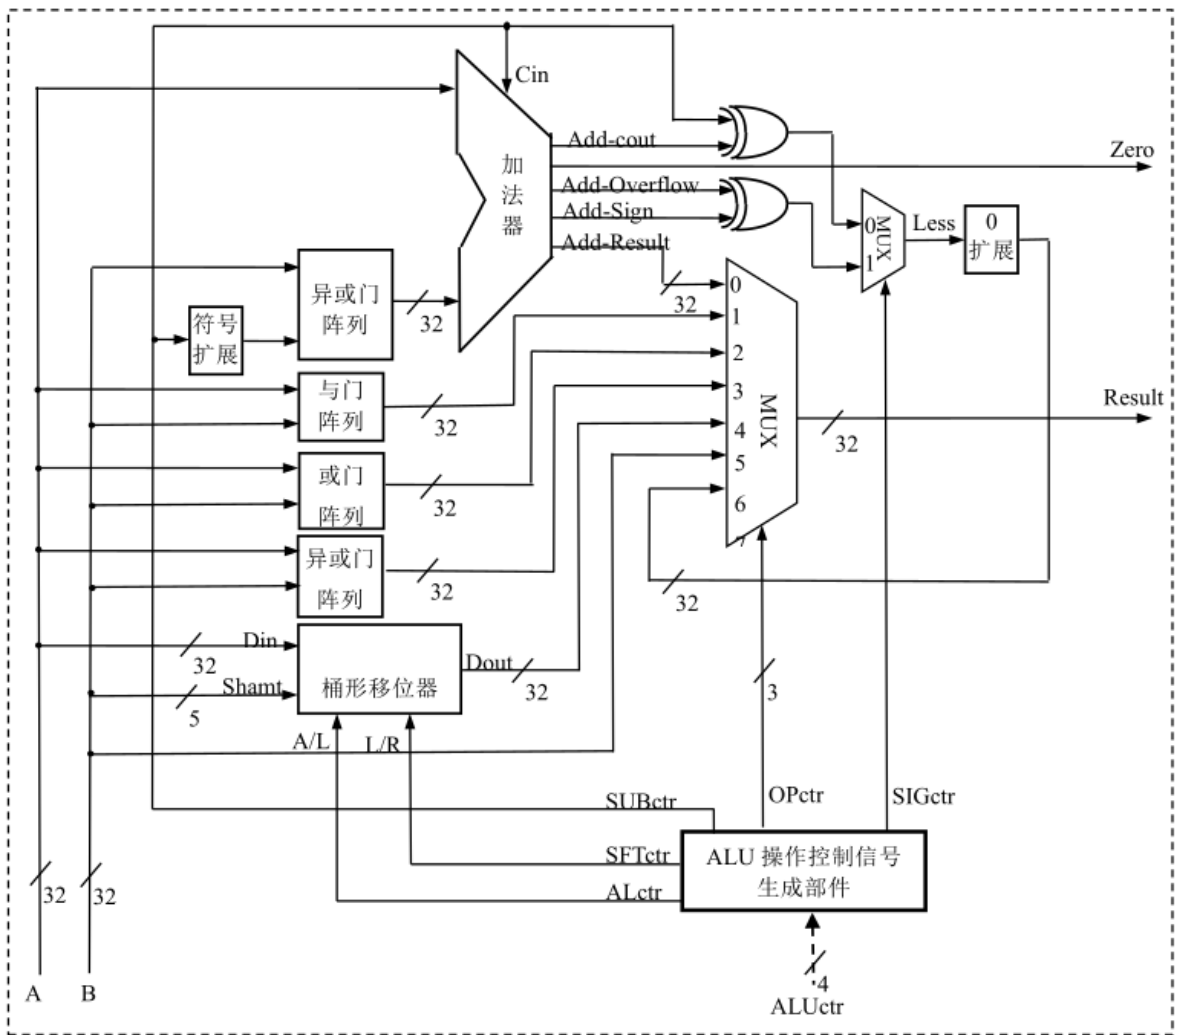 Cin
Add-cout
Zero
加法器
Add-Overflow
Add-Sign
Add-Result
0
1
MUX
Less
0
扩展
异或门
阵列
32
符号
扩展
32
0
1
2
3
4
5
6
7
MUX
Result
32
与门
阵列
32
或门
阵列
32
异或门
阵列
32
32
Din
32
Shamt
5
桶形移位器
Dout
32
3
A/L
L/R
SUBctr
OPctr
SIGctr
SFTctr
ALctr
ALU 操作控制信号
生成部件
32
32
4
A
B
ALUctr